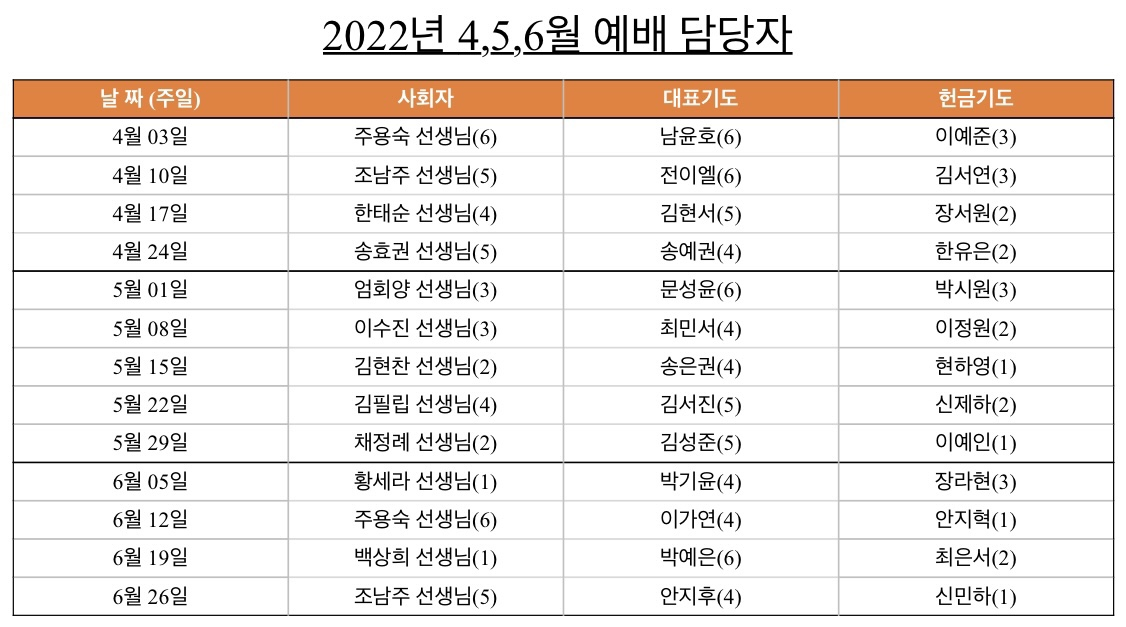 2022년 4,5,6월 예배 담당자
날 짜 (주일) 사회자 대표기도 헌금기도
4월 03일 주용숙 선생님(6) 남윤호(6) 이예준(3)
4월 10일 조남주 선생님(5) 전이엘(6) 김서연(3)
4월 17일 한태순 선생님(4) 김현서(5) 장서원(2)
4월 24일 송효권 선생님(5) 송예권(4) 한유은(2)
5월 01일 엄회양 선생님(3) 문성윤(6) 박시원(3)
5월 08일 이수진 선생님(3) 최민서(4) 이정원(2)
5월 15일 김현찬 선생님(2) 송은권(4) 현하영(1)
5월 22일 김필립 선생님(4) 김서진(5) 신제하(2)
5월 29일 채정례 선생님(2) 김성준(5) 이예인(1)
6월 05일 황세라 선생님(1) 박기윤(4) 장라현(3)
6월 12일 주용숙 선생님(6) 이가연(4) 안지혁(1)
6월 19일 백상희 선생님(1) 박예은(6) 최은서(2)
6월 26일 조남주 선생님(5) 안지후(4) 신민하(1)